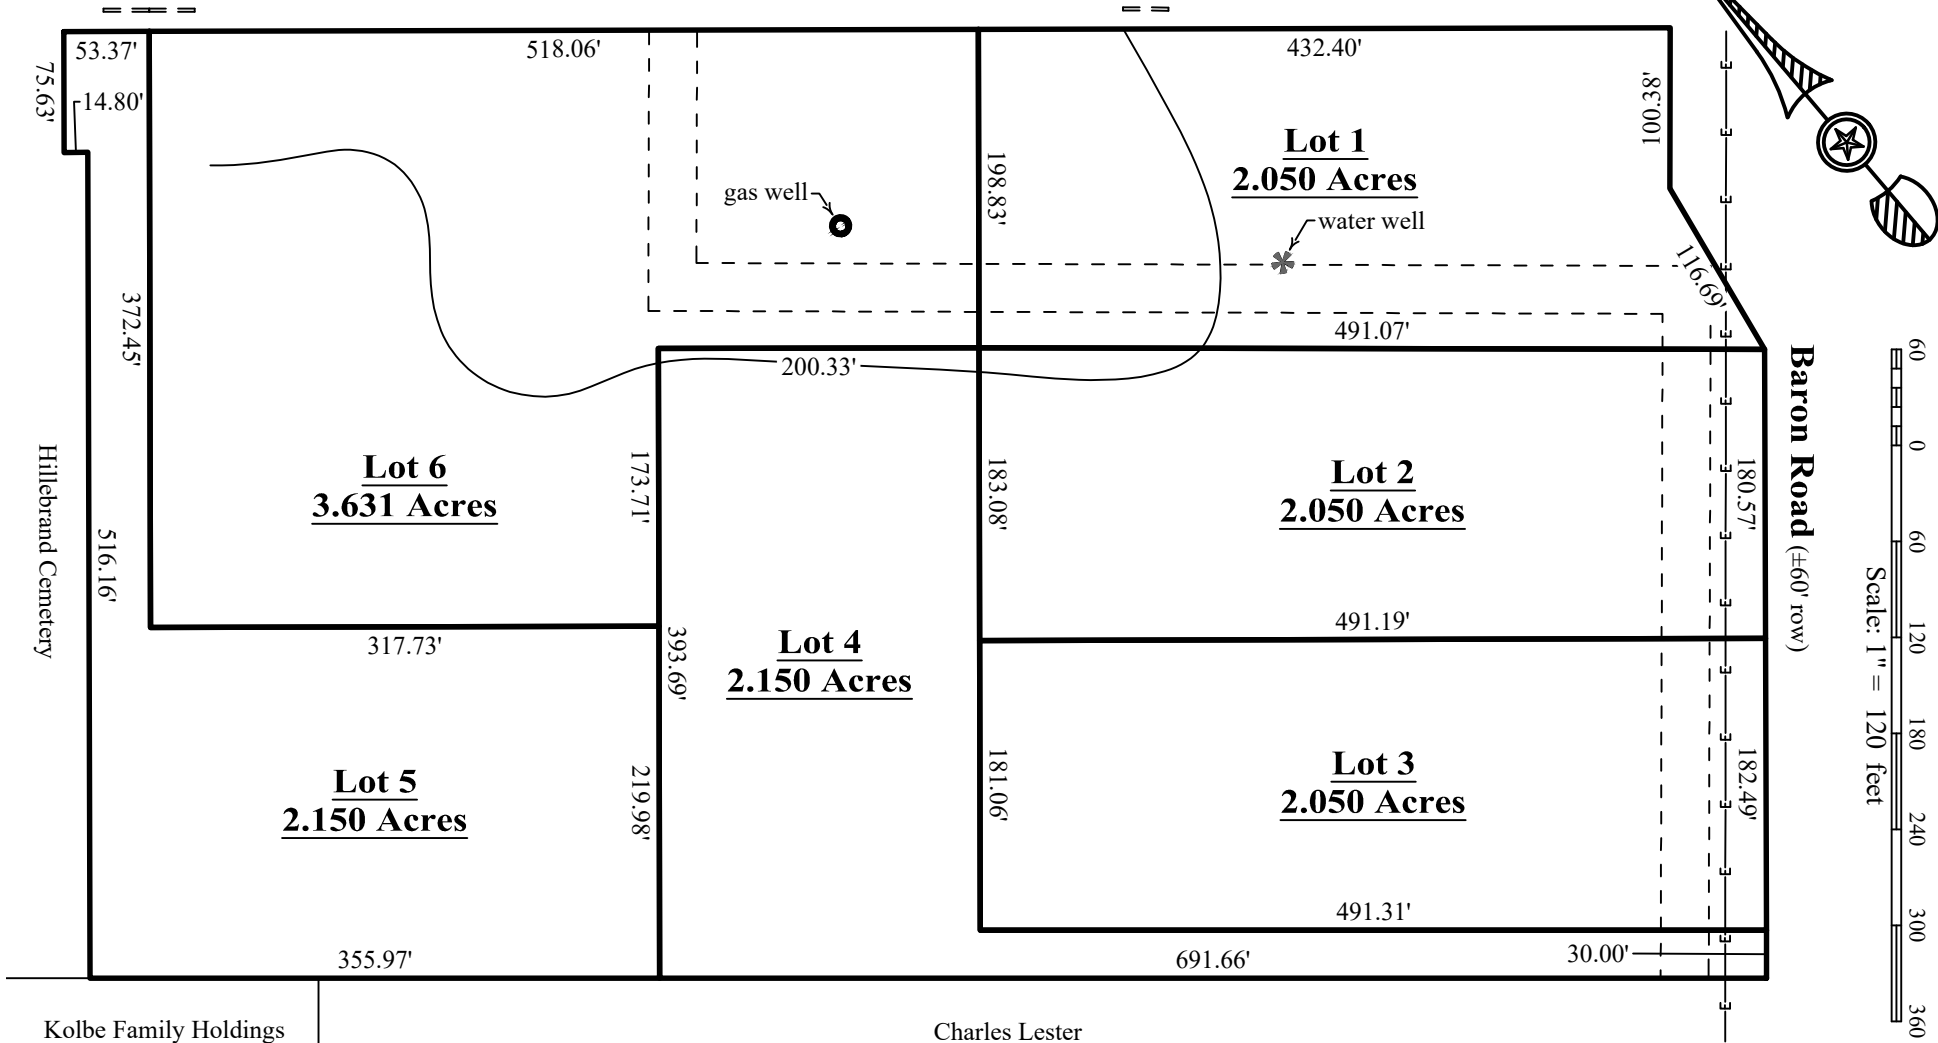 53.37'
518.06'
432.40'
75.63'
14.80'
100.38'
Lot 1
2.050 Acres
198.83'
gas well
water well
116.69'
372.45'
491.07'
200.33'
Baron Road (±60' row)
Hillebrand Cemetery
516.16'
Lot 6
3.631 Acres
173.71'
183.08'
Lot 2
2.050 Acres
180.57'
491.19'
317.73'
393.69'
Lot 4
2.150 Acres
Lot 5
2.150 Acres
219.98'
181.06'
Lot 3
2.050 Acres
182.49'
491.31'
355.97'
691.66'
30.00'
Kolbe Family Holdings
Charles Lester
Scale: 1" = 120 feet
60 0 60 120 180 240 300 360